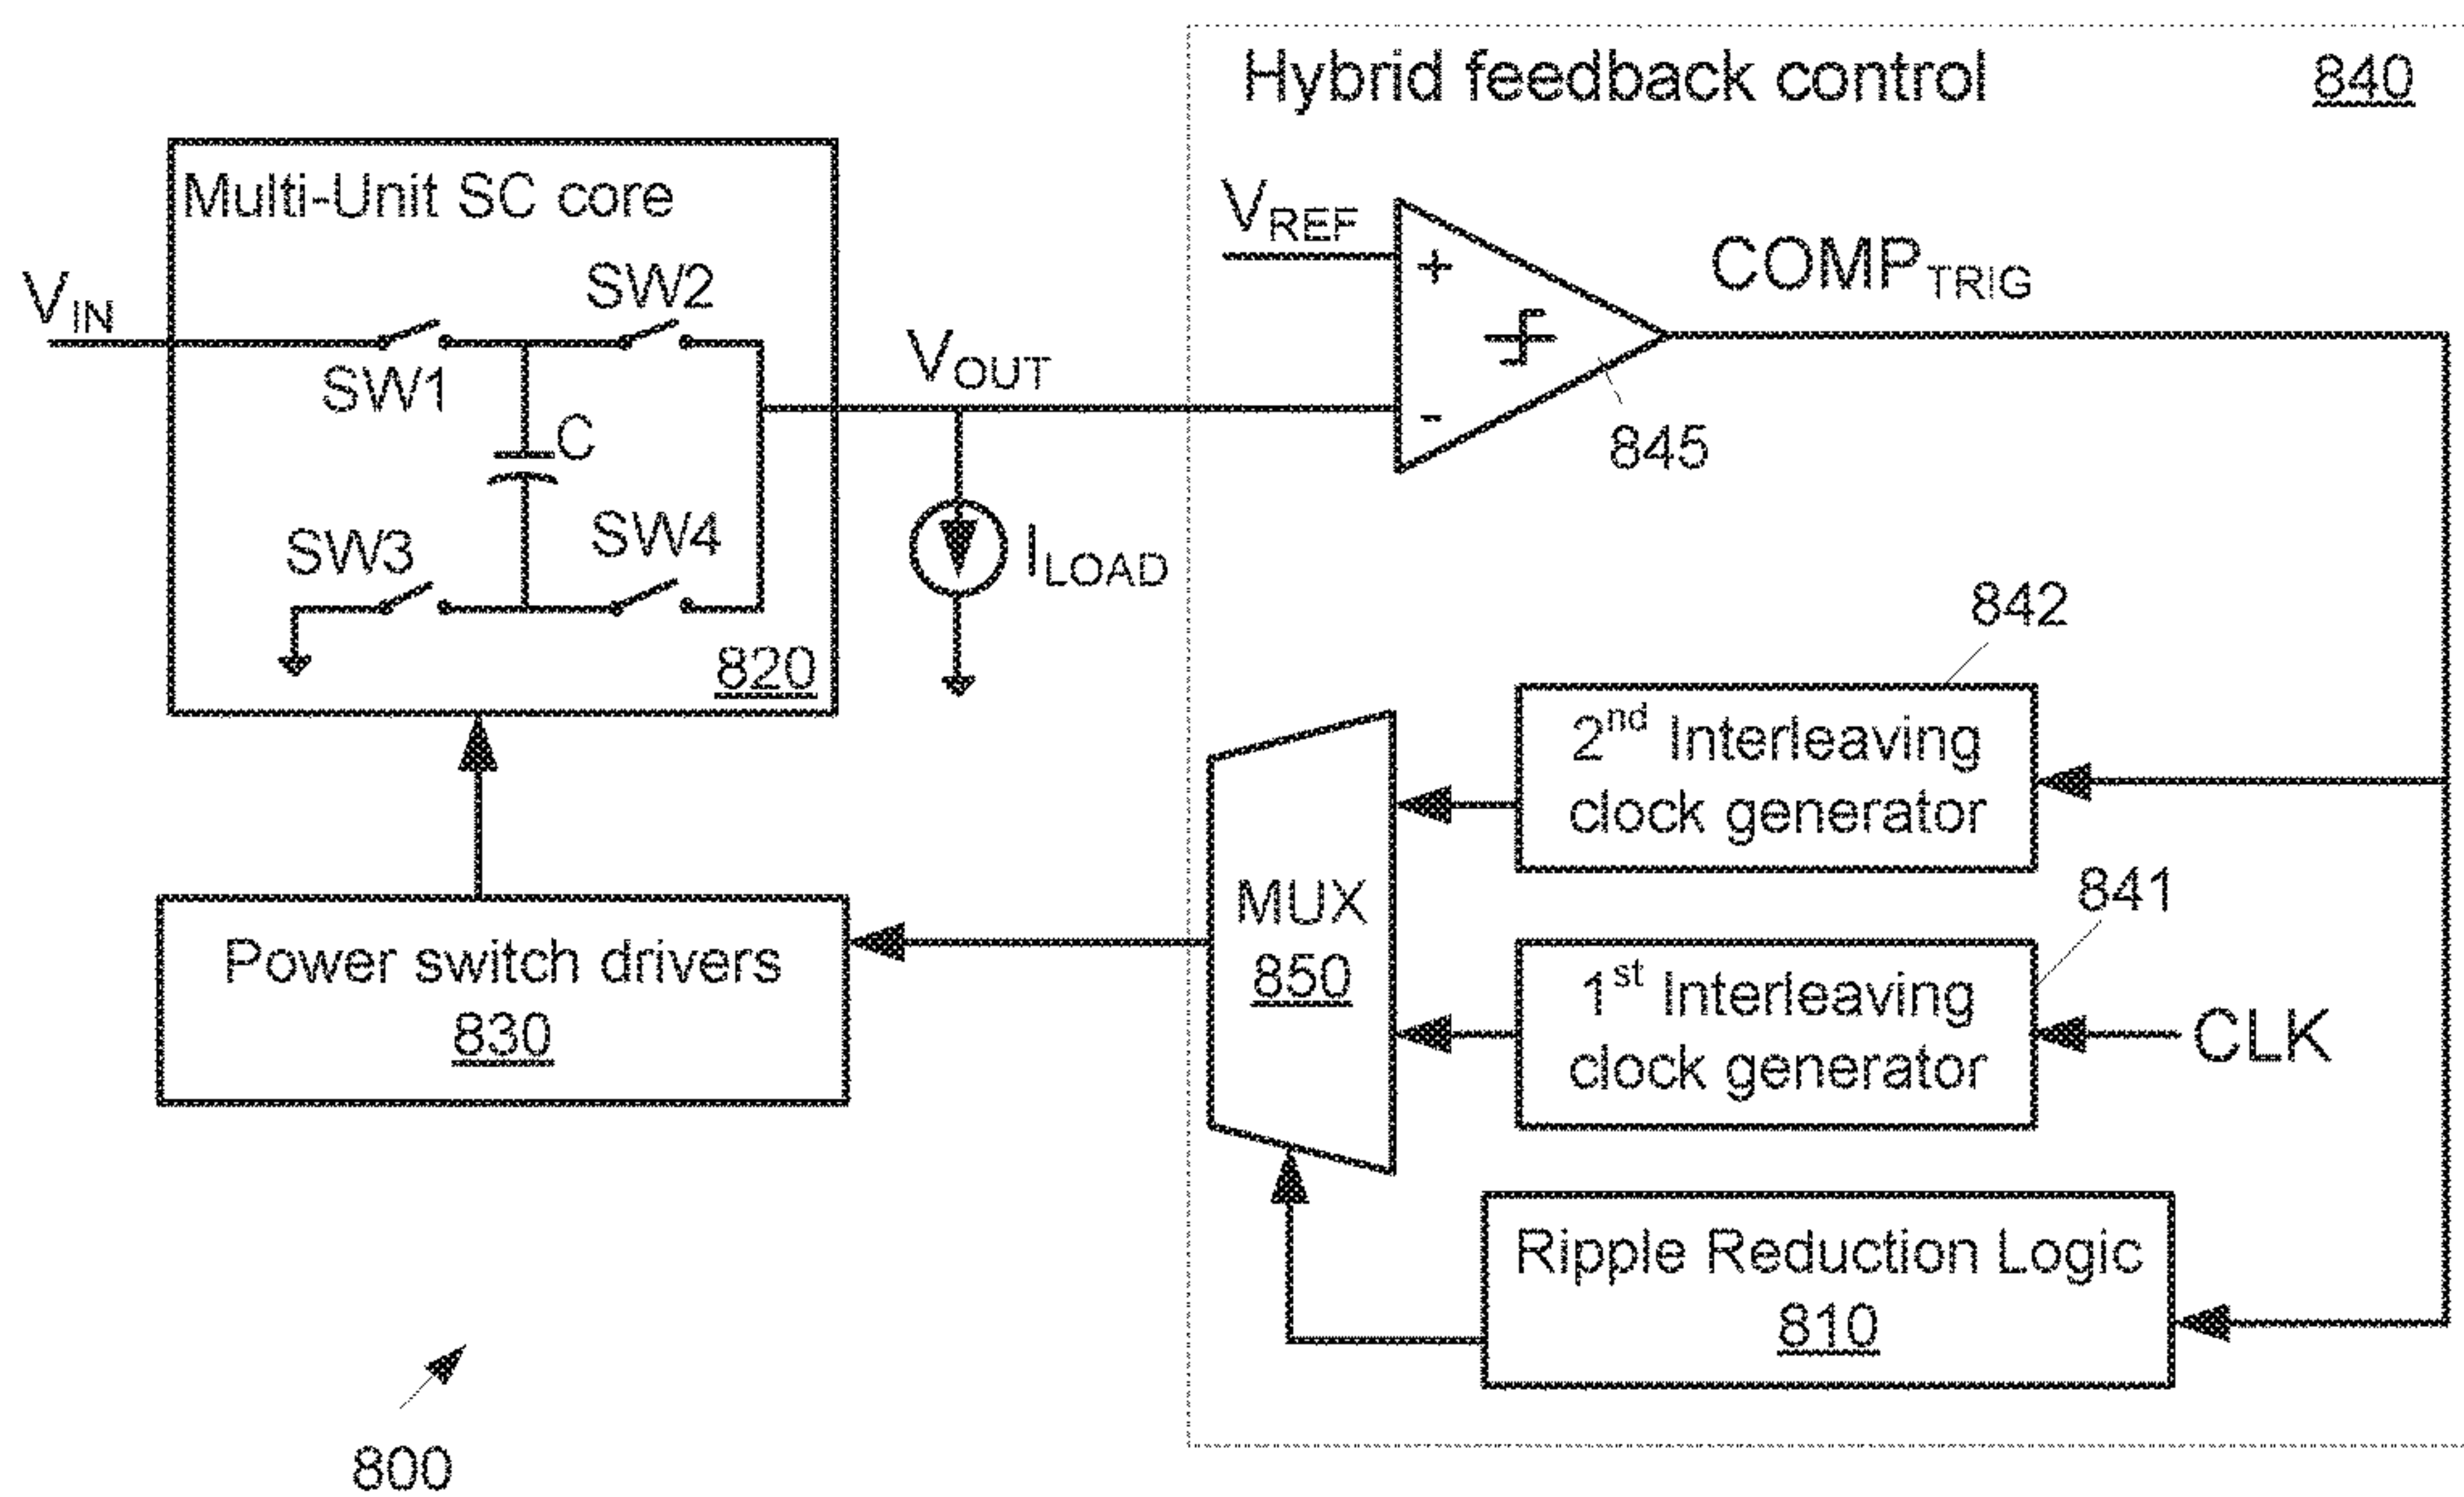 Hybrid feedback control
840
Multi-Unit SC core
VIN
SW1
SW2
C
SW3
SW4
820
VOUT
ILOAD
VREF
+
-
845
COMPTRIG
842
2nd Interleaving
clock generator
841
1st Interleaving
clock generator
CLK
MUX
850
Power switch drivers
830
Ripple Reduction Logic
810
800